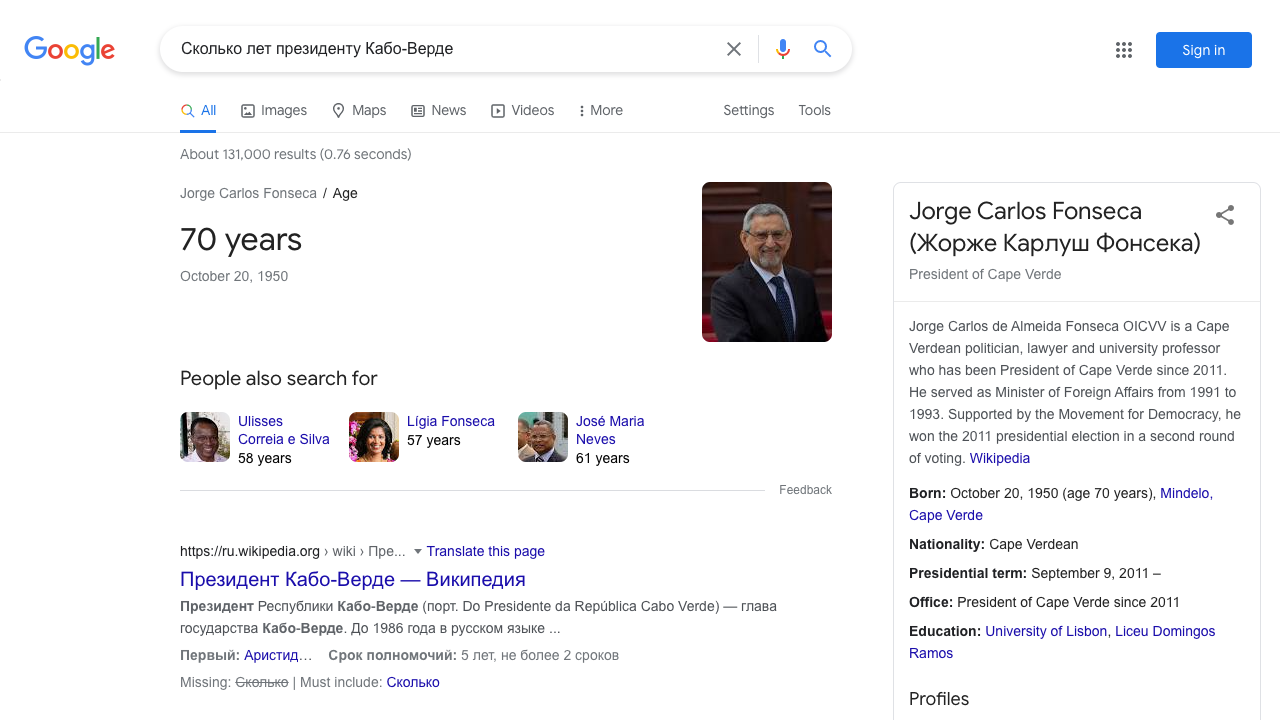 Google
Сколько лет президенту Кабо-Верде
Sign in
All
Images
Maps
News
Videos
More
Settings
Tools
About 131,000 results (0.76 seconds)
Jorge Carlos Fonseca / Age
70 years
October 20, 1950
People also search for
Ulisses
Correia e Silva
58 years
Lígia Fonseca
57 years
José Maria
Neves
61 years
Feedback
https://ru.wikipedia.org › wiki › Пре... Translate this page
Президент Кабо-Верде — Википедия
Президент Республики Кабо-Верде (порт. Do Presidente da República Cabo Verde) — глава
государства Кабо-Верде. До 1986 года в русском языке ...
Первый: Аристид… Срок полномочий: 5 лет, не более 2 сроков
Missing: Сколько | Must include: Сколько
Jorge Carlos Fonseca
(Жорже Карлуш Фонсека)
President of Cape Verde
Jorge Carlos de Almeida Fonseca OICVV is a Cape
Verdean politician, lawyer and university professor
who has been President of Cape Verde since 2011.
He served as Minister of Foreign Affairs from 1991 to
1993. Supported by the Movement for Democracy, he
won the 2011 presidential election in a second round
of voting. Wikipedia
Born: October 20, 1950 (age 70 years), Mindelo,
Cape Verde
Nationality: Cape Verdean
Presidential term: September 9, 2011 –
Office: President of Cape Verde since 2011
Education: University of Lisbon, Liceu Domingos
Ramos
Profiles